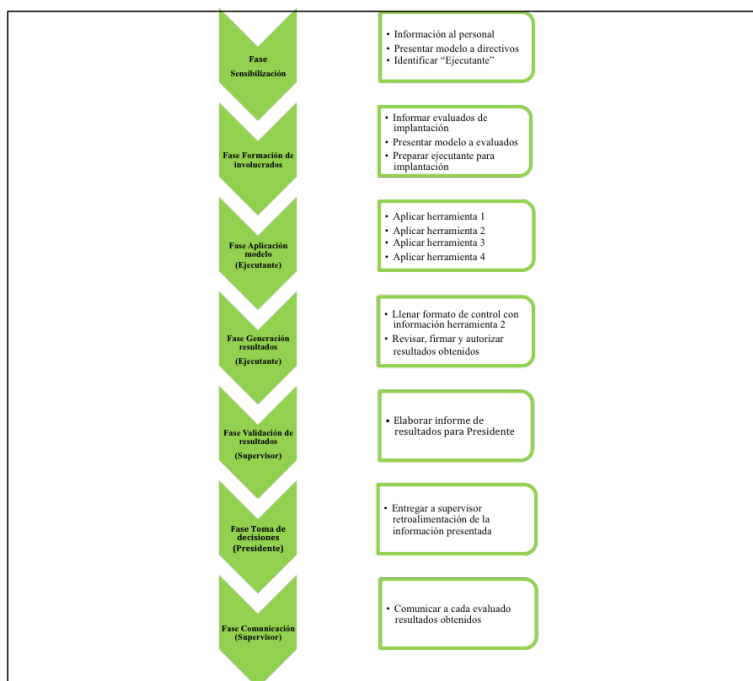 Fase
Sensibilización
• Información al personal
• Presentar modelo a directivos
• Identificar “Ejecutante”
Fase Formación de
involucrados
• Informar evaluados de
implantación
• Presentar modelo a evaluados
• Preparar ejecutante para
implantación
Fase Aplicación
modelo
(Ejecutante)
• Aplicar herramienta 1
• Aplicar herramienta 2
• Aplicar herramienta 3
• Aplicar herramienta 4
Fase Generación
resultados
(Ejecutante)
• Llenar formato de control con
información herramienta 2
• Revisar, firmar y autorizar
resultados obtenidos
Fase Validación de
resultados
(Supervisor)
• Elaborar informe de
resultados para Presidente
Fase Toma de
decisiones
(Presidente)
• Entregar a supervisor
retroalimentación de la
información presentada
Fase Comunicación
(Supervisor)
• Comunicar a cada evaluado
resultados obtenidos